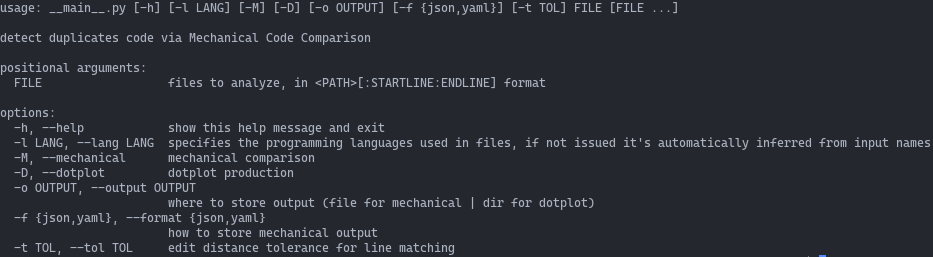 usage: __main__.py [-h] [-l LANG] [-M] [-D] [-o OUTPUT] [-f {json,yaml}] [-t TOL] FILE [FILE ...]
detect duplicates code via Mechanical Code Comparison
positional arguments:
FILE files to analyze, in <PATH>[:STARTLINE:ENDLINE] format
options:
-h, --help show this help message and exit
-l LANG, --lang LANG specifies the programming languages used in files, if not issued it's automatically inferred from input names
-M, --mechanical mechanical comparison
-D, --dotplot dotplot production
-o OUTPUT, --output OUTPUT
where to store output (file for mechanical | dir for dotplot)
-f {json,yaml}, --format {json,yaml}
how to store mechanical output
-t TOL, --tol TOL edit distance tolerance for line matching